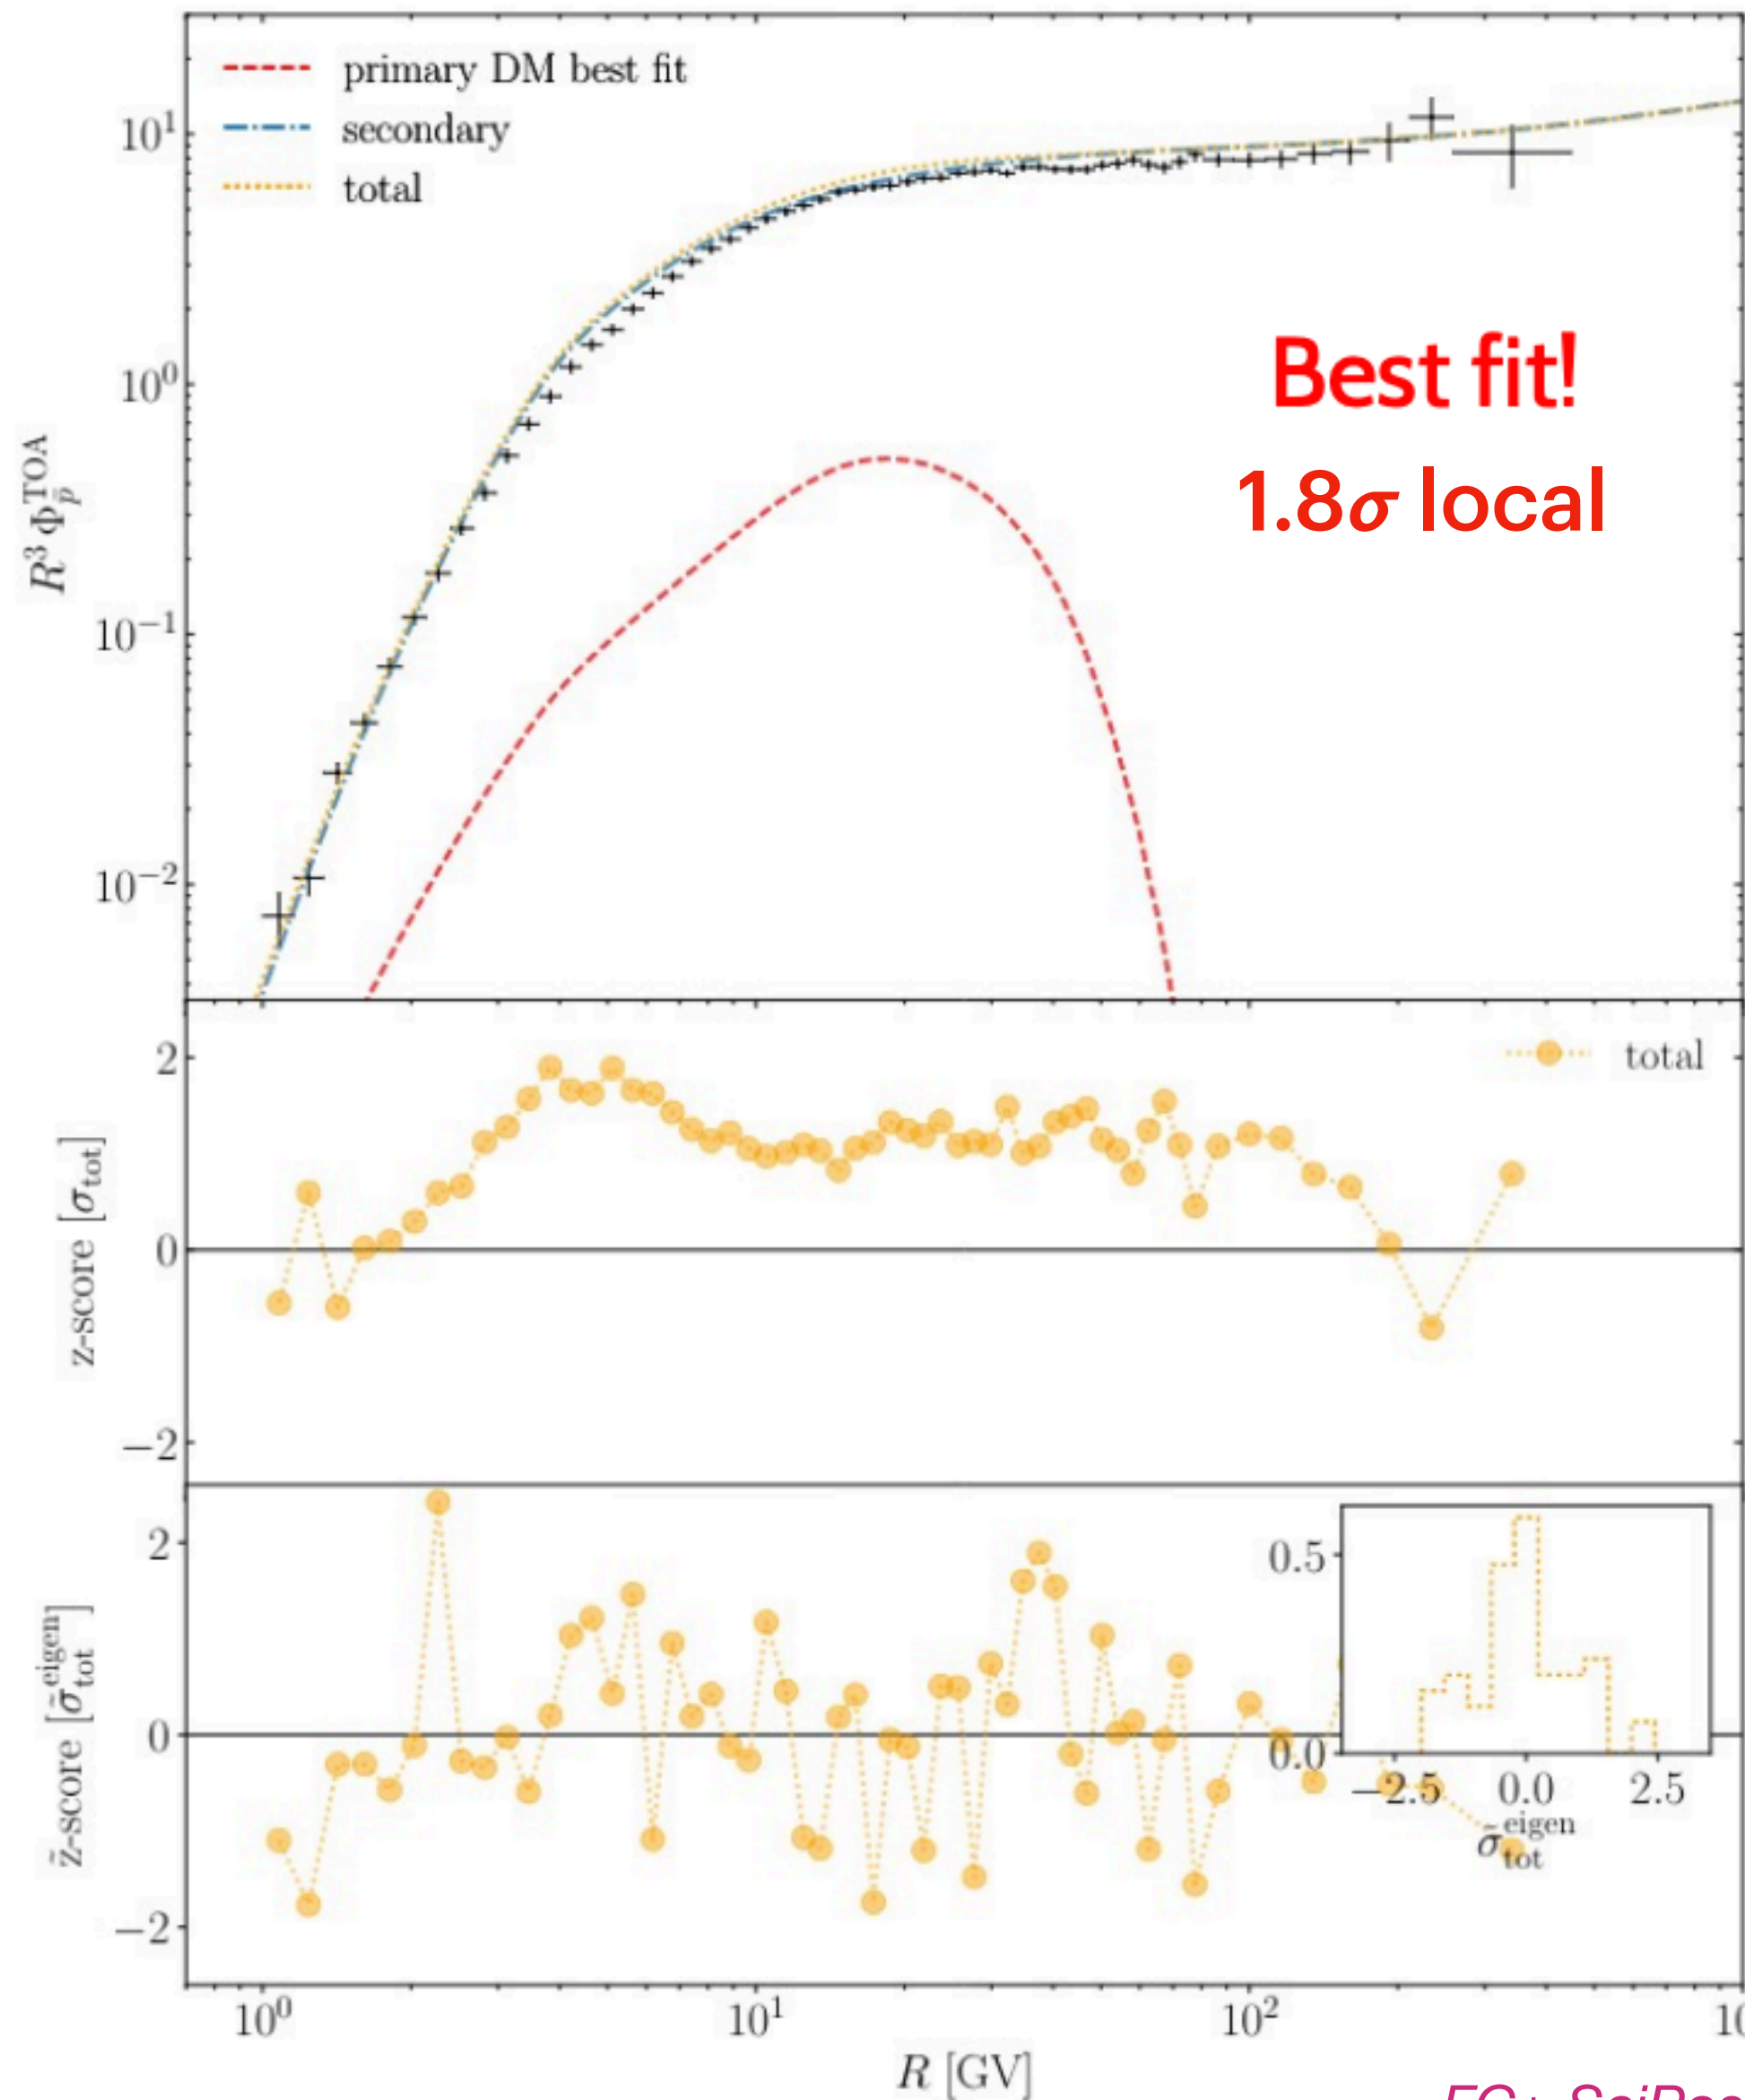 primary DM best fit
secondary
total
10¹
10⁰
10⁻¹
10⁻²
R³ Φ_p̄^TOA
Best fit!
1.8σ local
total
2
0
−2
z-score [σ_tot]
2
0
−2
z̃-score [σ̃_tot^eigen]
0.5
0.0
−2.5 0.0 2.5
σ̃_tot^eigen
10⁰ 10¹ 10²
R [GV]